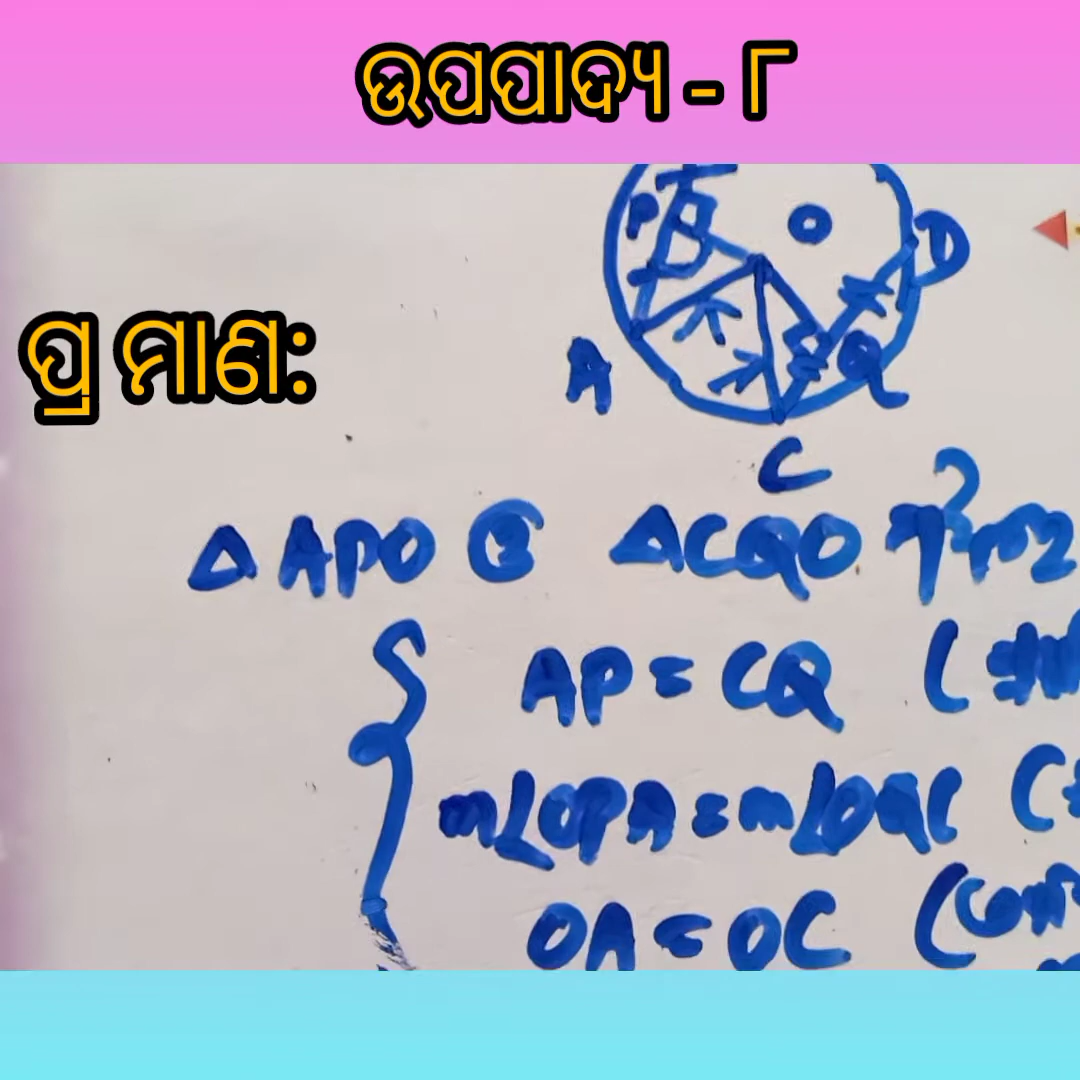 ଉପପାଦ୍ୟ - ୮
ପ୍ରମାଣ:
P O D
A Q
C
Δ APO ଓ Δ CQO
AP = CQ (
m∠OPA = m∠OQC (
OA = OC (